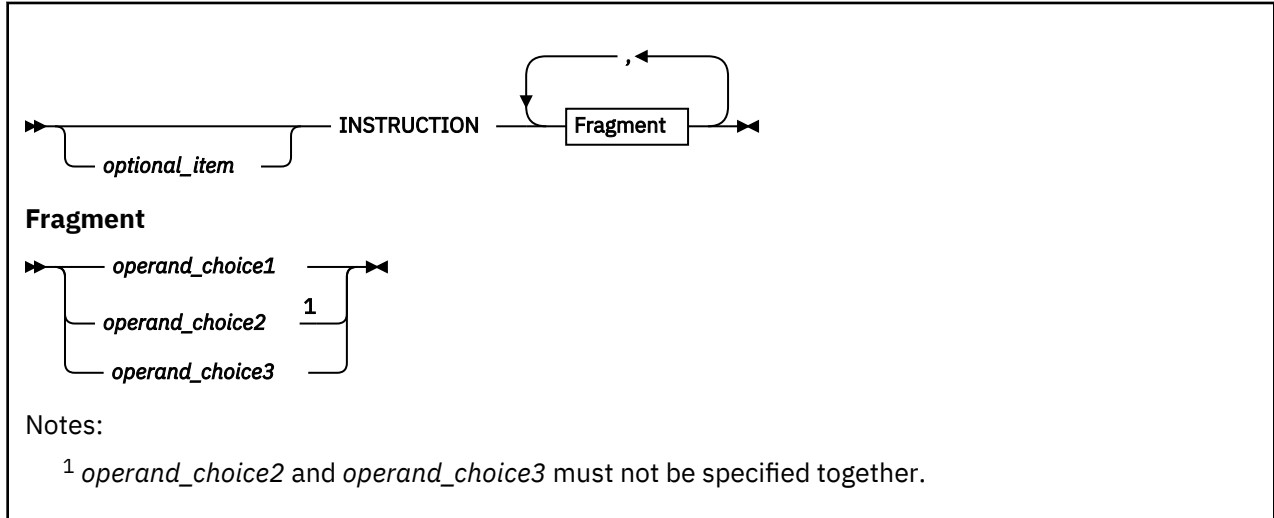 ,
INSTRUCTION Fragment
optional_item
Fragment
operand_choice1
operand_choice2 1
operand_choice3
Notes:
1 operand_choice2 and operand_choice3 must not be specified together.